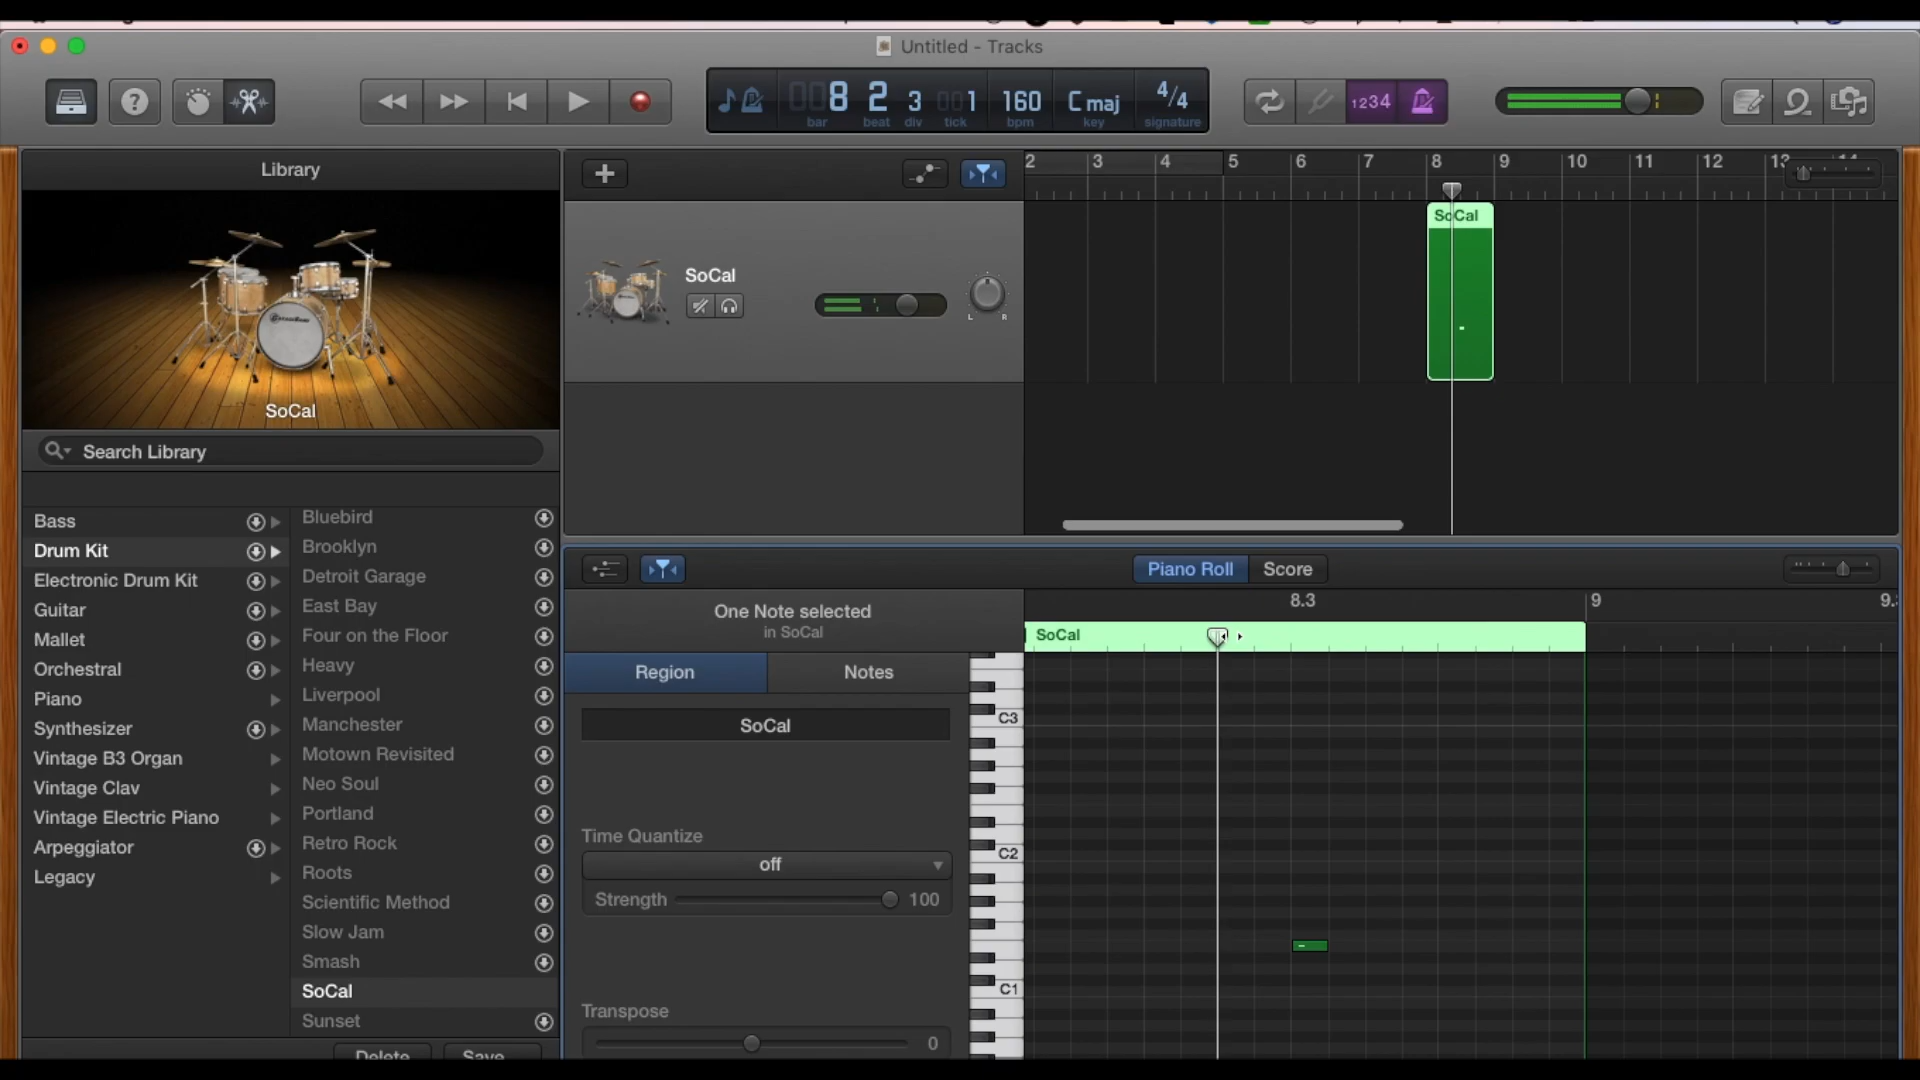 Untitled - Tracks
008 2 3 001 160 C maj 4/4
bar beat div tick bpm key signature
1234
Library
SoCal
Search Library
Bass
Drum Kit
Electronic Drum Kit
Guitar
Mallet
Orchestral
Piano
Synthesizer
Vintage B3 Organ
Vintage Clav
Vintage Electric Piano
Arpeggiator
Legacy
Bluebird
Brooklyn
Detroit Garage
East Bay
Four on the Floor
Heavy
Liverpool
Manchester
Motown Revisited
Neo Soul
Portland
Retro Rock
Roots
Scientific Method
Slow Jam
Smash
SoCal
Sunset
Delete Save
2 3 4 5 6 7 8 9 10 11 12 13 14
SoCal
L R
SoCal
Piano Roll Score
One Note selected
in SoCal
8.3 9
SoCal
Region Notes
SoCal
Time Quantize
off
Strength 100
Transpose
0
C3
C2
C1